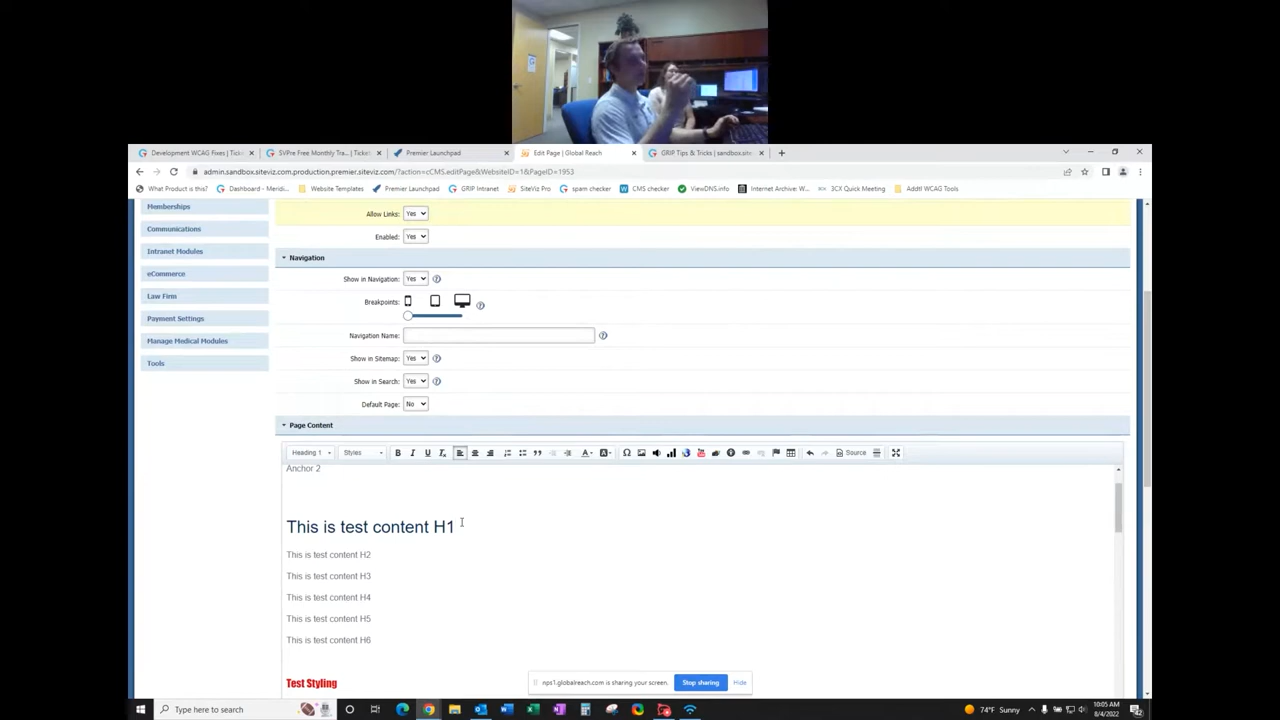 Development WCAG Fixes | Ticke
SVPre Free Monthly Tra... | Ticket
Premier Launchpad
Edit Page | Global Reach
GRIP Tips & Tricks | sandbox.site
admin.sandbox.siteviz.com.production.premier.siteviz.com/?action=cCMS.editPage&WebsiteID=1&PageID=1953
What Product is this?
Dashboard - Meridi...
Website Templates
Premier Launchpad
GRIP Intranet
SiteViz Pro
spam checker
CMS checker
ViewDNS.info
Internet Archive: W...
3CX Quick Meeting
Addtl WCAG Tools
Memberships
Communications
Intranet Modules
eCommerce
Law Firm
Payment Settings
Manage Medical Modules
Tools
Allow Links: Yes
Enabled: Yes
Navigation
Show in Navigation: Yes
Breakpoints:
Navigation Name:
Show in Sitemap: Yes
Show in Search: Yes
Default Page: No
Page Content
Heading 1 Styles B I U Source
Anchor 2
This is test content H1
This is test content H2
This is test content H3
This is test content H4
This is test content H5
This is test content H6
Test Styling
nps1.globalreach.com is sharing your screen. Stop sharing Hide
Type here to search
74°F Sunny
10:05 AM
8/4/2022